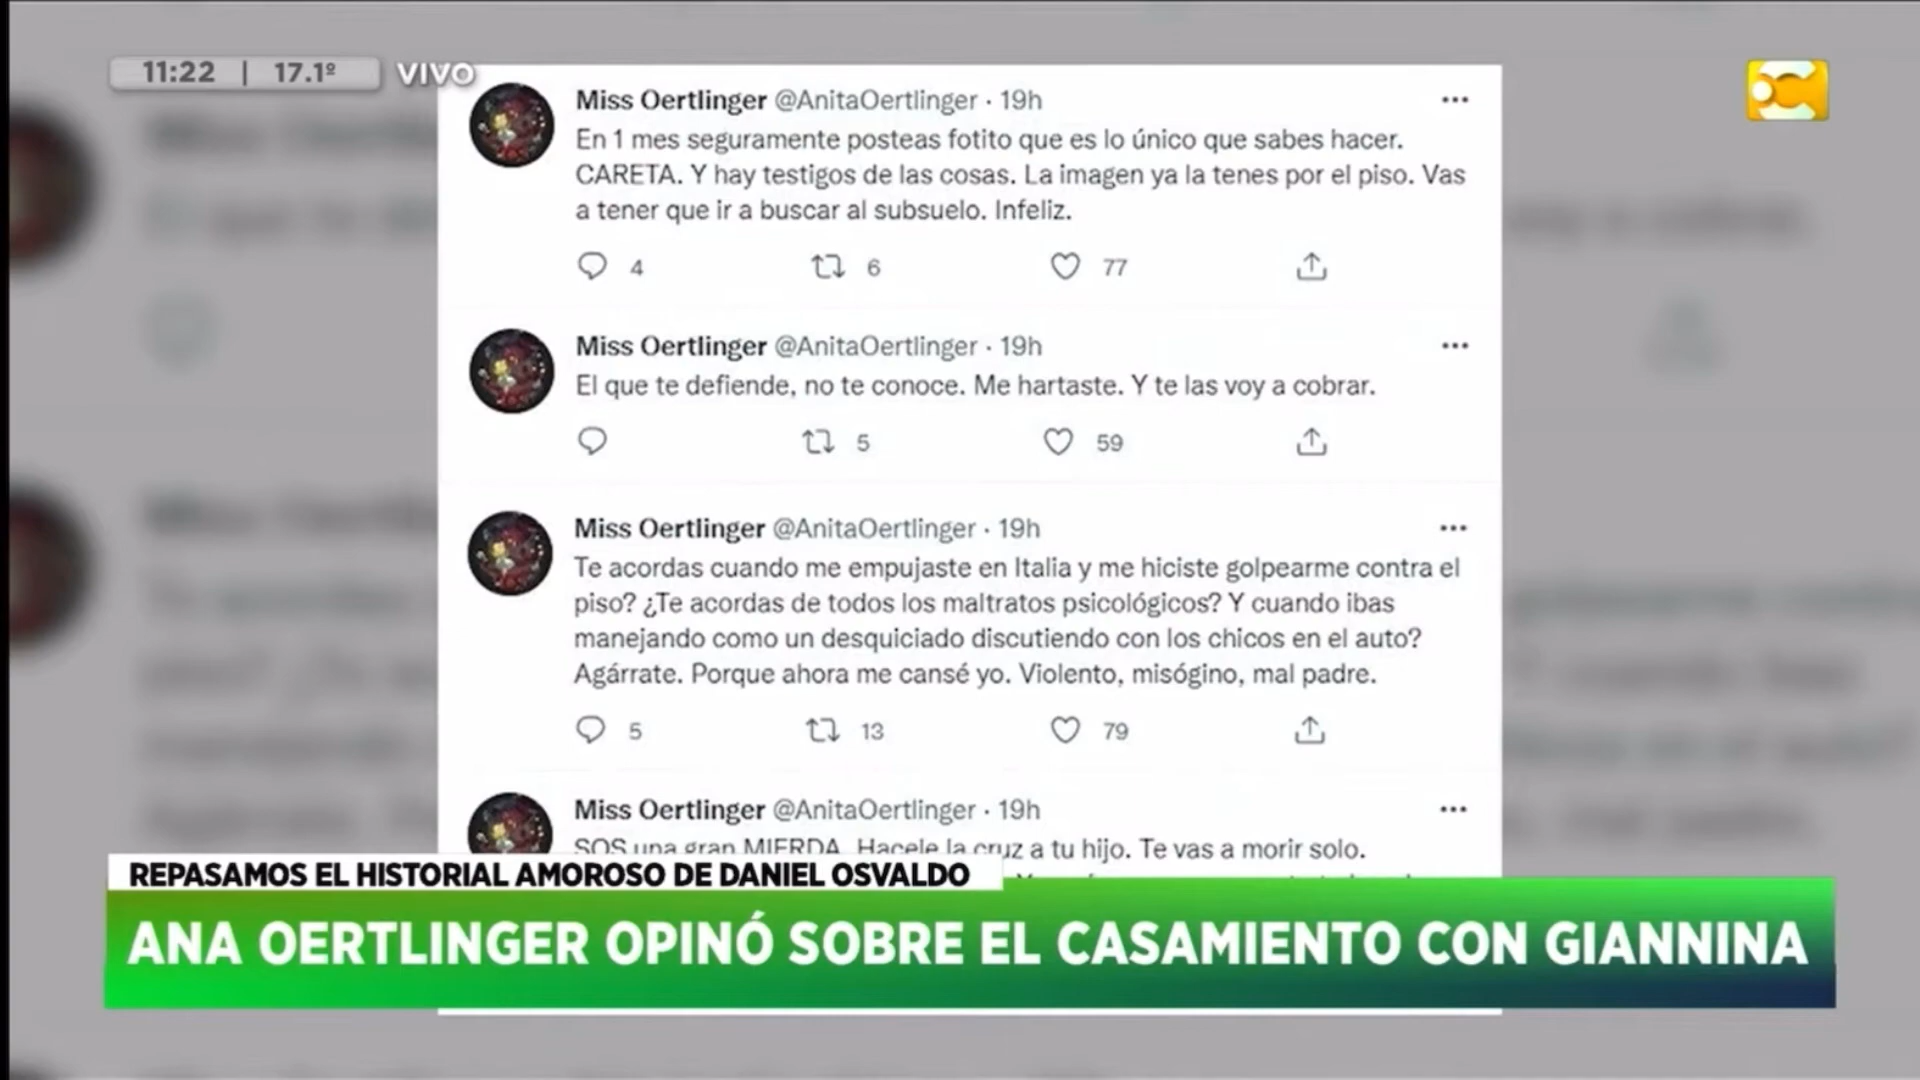 11:22 | 17.1º VIVO
Miss Oertlinger @AnitaOertlinger · 19h
En 1 mes seguramente posteas fotito que es lo único que sabes hacer.
CARETA. Y hay testigos de las cosas. La imagen ya la tenes por el piso. Vas
a tener que ir a buscar al subsuelo. Infeliz.
4 6 77
Miss Oertlinger @AnitaOertlinger · 19h
El que te defiende, no te conoce. Me hartaste. Y te las voy a cobrar.
5 59
Miss Oertlinger @AnitaOertlinger · 19h
Te acordas cuando me empujaste en Italia y me hiciste golpearme contra el
piso? ¿Te acordas de todos los maltratos psicológicos? Y cuando ibas
manejando como un desquiciado discutiendo con los chicos en el auto?
Agárrate. Porque ahora me cansé yo. Violento, misógino, mal padre.
5 13 79
Miss Oertlinger @AnitaOertlinger · 19h
SOS una gran MIERDA. Hacele la cruz a tu hijo. Te vas a morir solo.
REPASAMOS EL HISTORIAL AMOROSO DE DANIEL OSVALDO
ANA OERTLINGER OPINÓ SOBRE EL CASAMIENTO CON GIANNINA